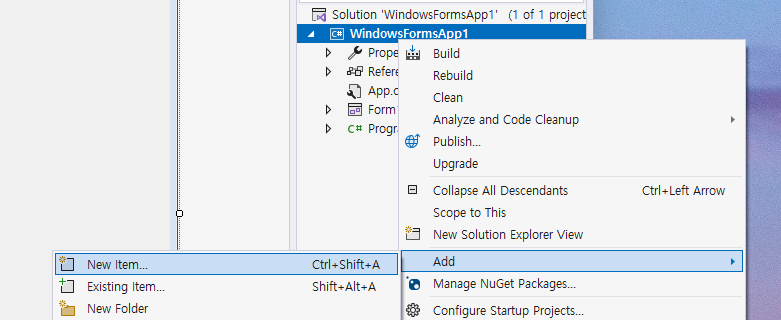 Solution 'WindowsFormsApp1' (1 of 1 project
C# WindowsFormsApp1
Prope
Refere
App.c
Form
C# Progr
Build
Rebuild
Clean
Analyze and Code Cleanup
Publish...
Upgrade
Collapse All Descendants Ctrl+Left Arrow
Scope to This
New Solution Explorer View
Add
Manage NuGet Packages...
Configure Startup Projects...
New Item... Ctrl+Shift+A
Existing Item... Shift+Alt+A
New Folder